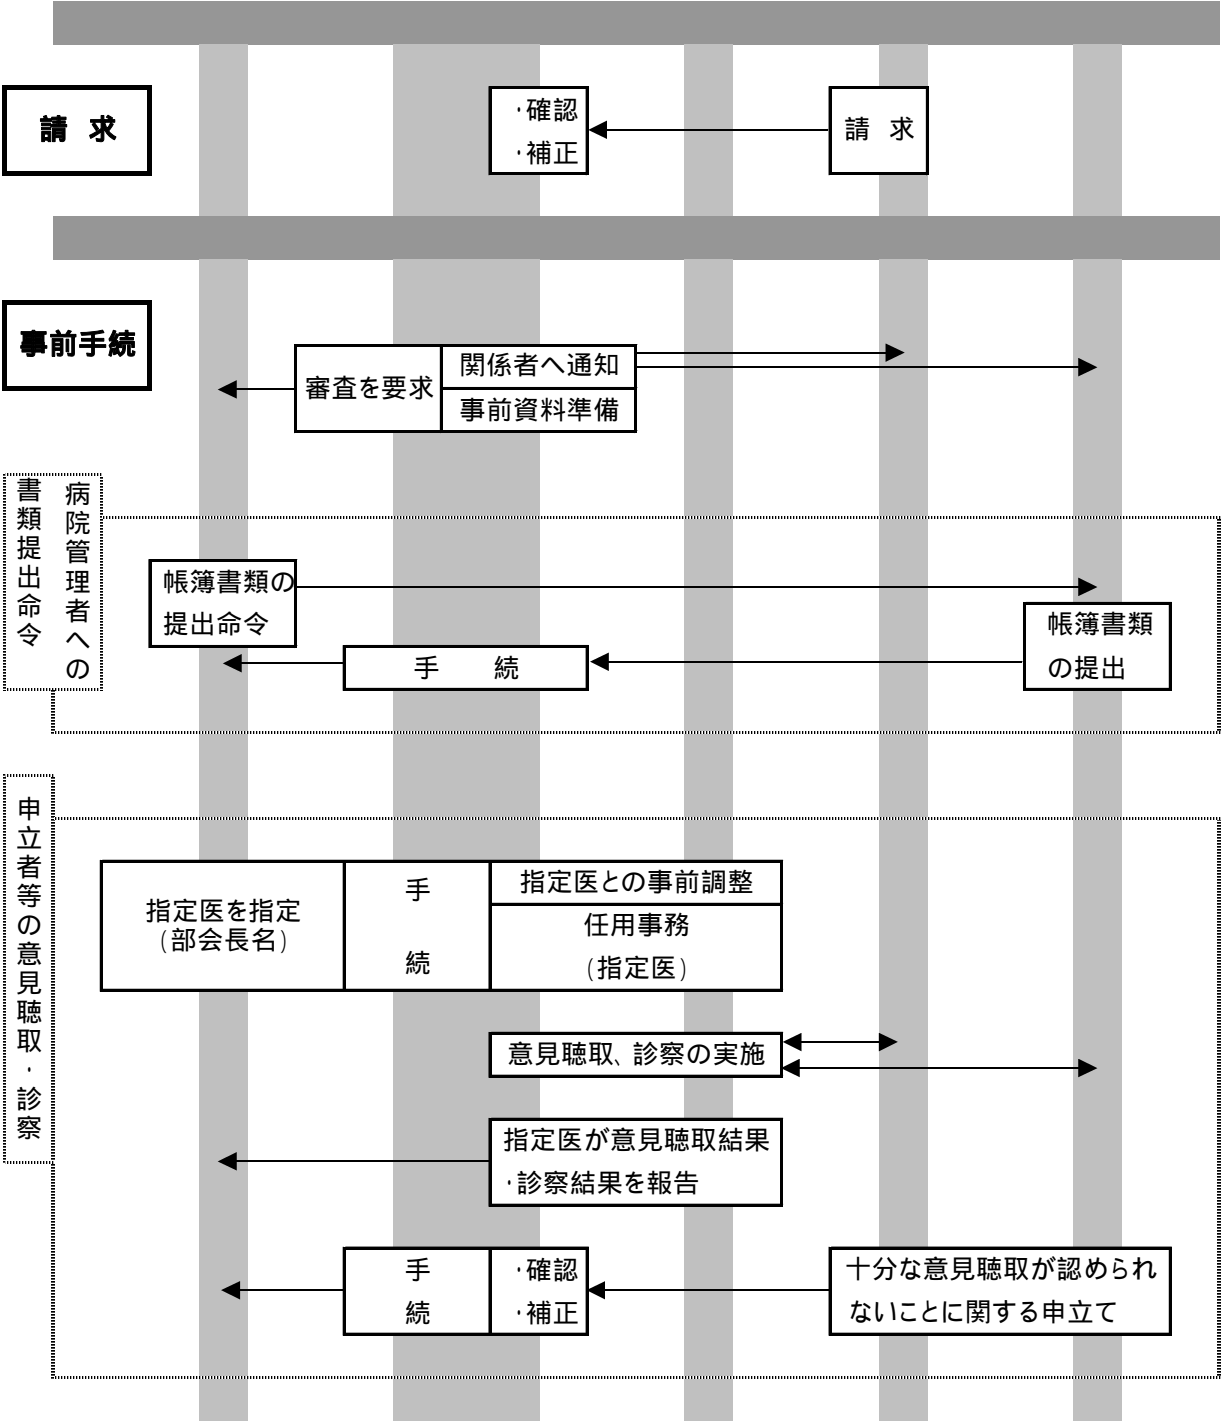 請 求
・確認
・補正
請 求
事前手続
審査を要求
関係者へ通知
事前資料準備
病院管理者への
書類提出命令
帳簿書類の
提出命令
帳簿書類
の提出
手 続
申立者等の意見聴取・診察
指定医を指定
(部会長名)
手
続
指定医との事前調整
任用事務
(指定医)
意見聴取、診察の実施
指定医が意見聴取結果
・診察結果を報告
手
続
・確認
・補正
十分な意見聴取が認められ
ないことに関する申立て